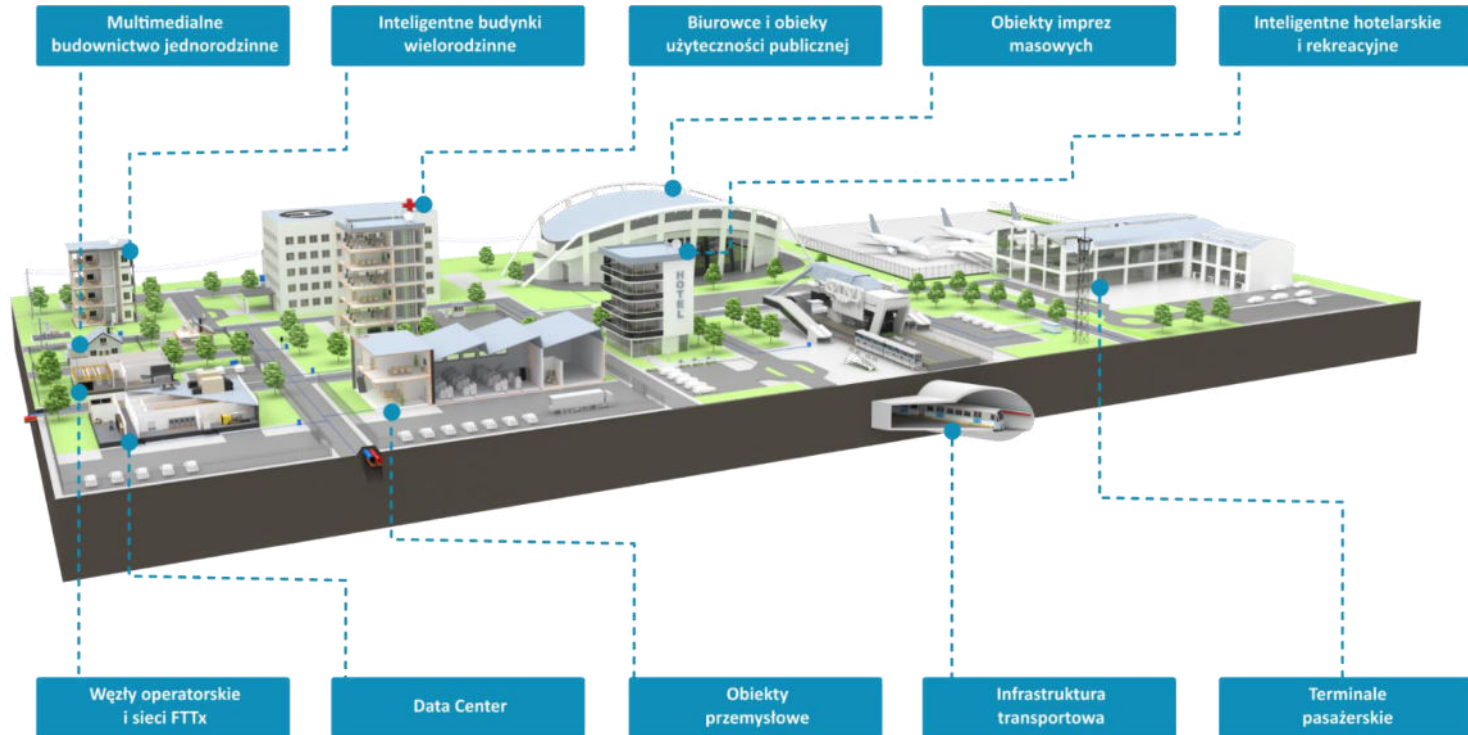 Multimedialne
budownictwo jednorodzinne
Inteligentne budynki
wielorodzinne
Biurowce i obieky
użyteczności publicznej
Obiekty imprez
masowych
Inteligentne hotelarskie
i rekreacyjne
HOTEL
Węzły operatorskie
i sieci FTTx
Data Center
Obiekty
przemysłowe
Infrastruktura
transportowa
Terminale
pasażerskie